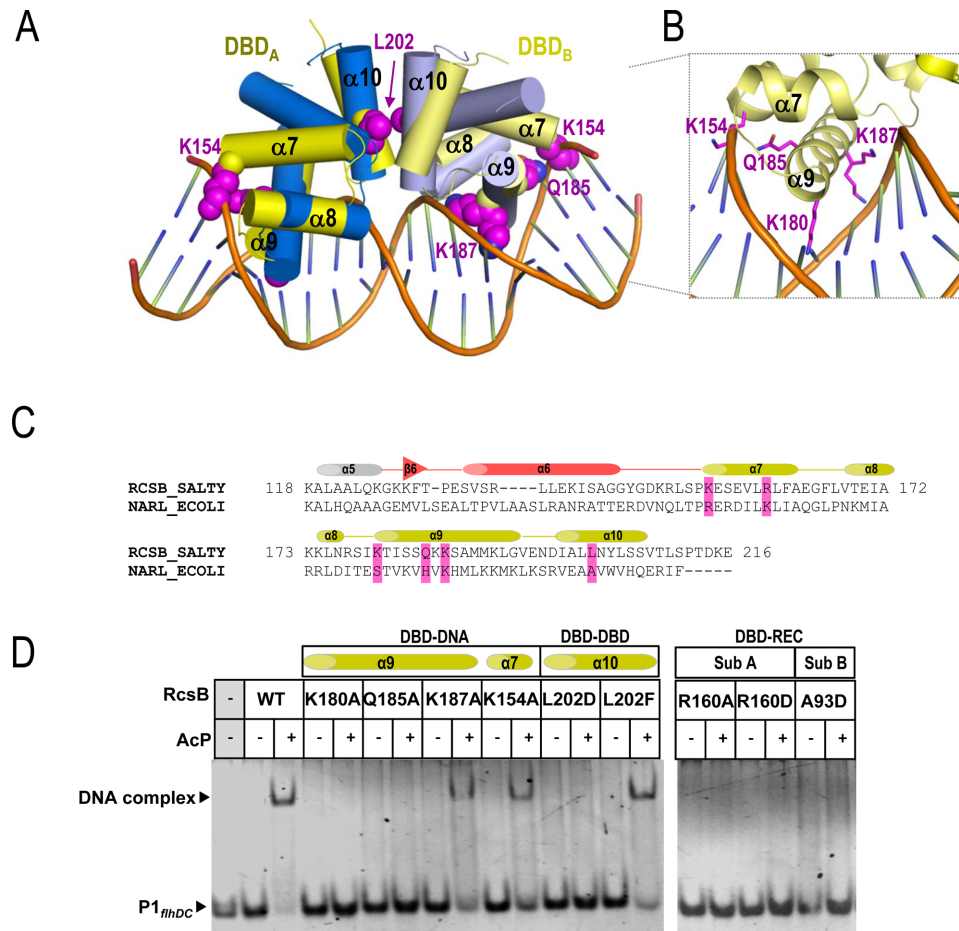 A
DBDA L202 DBDB
α10 α10
K154 α7 α8 α7 K154
α9 Q185
α8
α9 K187
B
α7
K154 K187
Q185
α9
K180
C
α5 β6 α6 α7 α8
RCSB_SALTY 118 KALAALQKGKKFT-PESVSR----LLEKISAGGYGDKRLSPKESEVLRLFAEGFLVTEIA 172
NARL_ECOLI KALHQAAAGEMVLSEALTPVLAASLRANRATTERDVNQLTPRERDILKLIAQGLPNKMIA
α8 α9 α10
RCSB_SALTY 173 KKLNRSIKTISSQKKSAMMKLGVENDIALLNYLSSVTLSPTDKE 216
NARL_ECOLI RRLDITESTVKVHVKHMLKKMKLKSRVEAAVWVHQERIF-----
D
DBD-DNA DBD-DBD DBD-REC
α9 α7 α10 Sub A Sub B
RcsB - WT K180A Q185A K187A K154A L202D L202F R160A R160D A93D
AcP - - + - + - + - + - + - + - + - + - + - +
DNA complex
P1flhDC